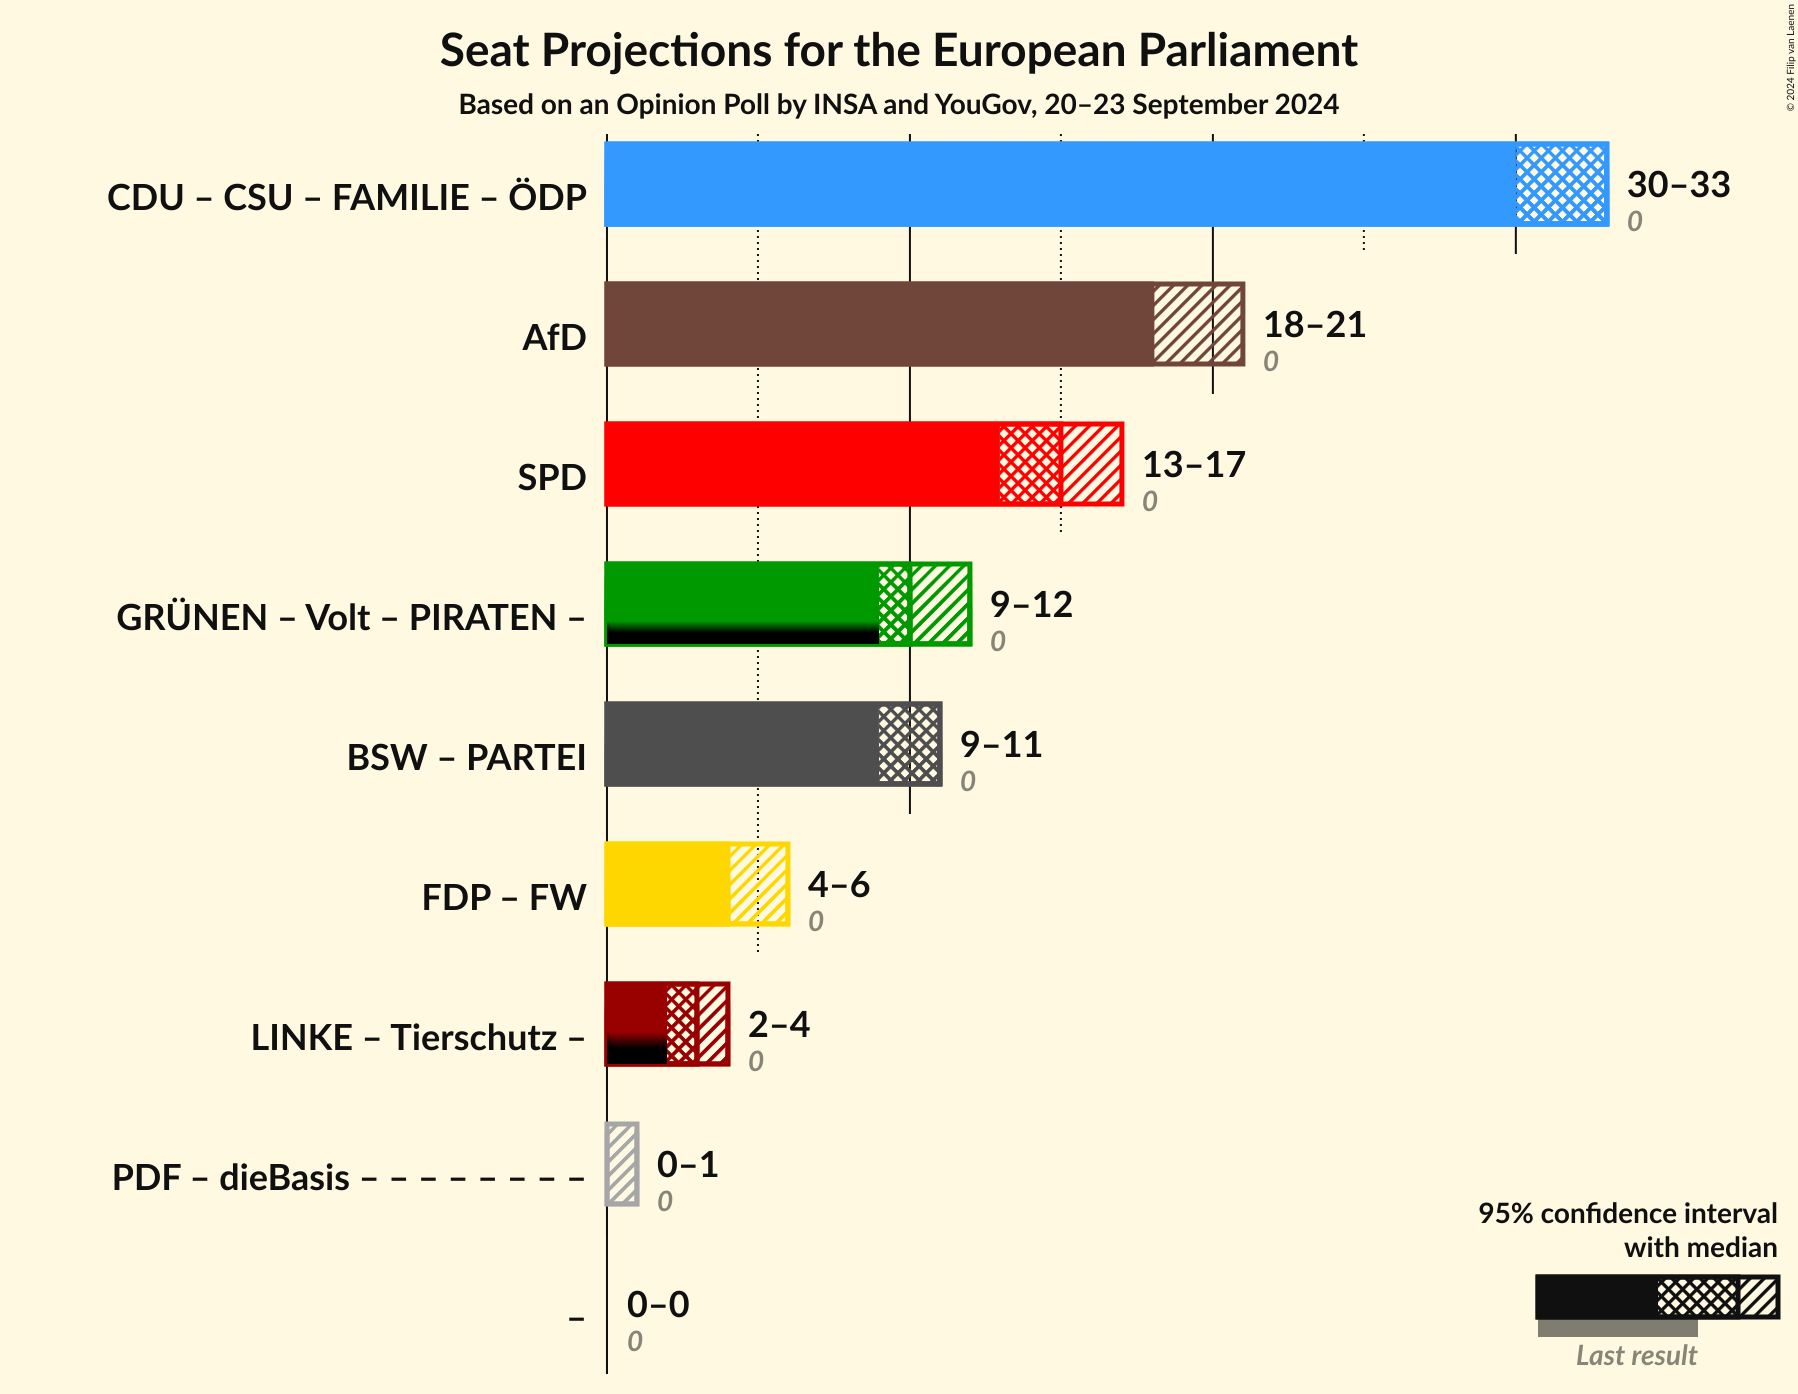 Seat Projections for the European Parliament
Based on an Opinion Poll by INSA and YouGov, 20–23 September 2024
© 2024 Filip van Laenen
CDU – CSU – FAMILIE – ÖDP
30–33
0
AfD
18–21
0
SPD
13–17
0
GRÜNEN – Volt – PIRATEN –
9–12
0
BSW – PARTEI
9–11
0
FDP – FW
4–6
0
LINKE – Tierschutz –
2–4
0
PDF – dieBasis – – – – – – – –
0–1
0
–
0–0
0
95% confidence interval
with median
Last result